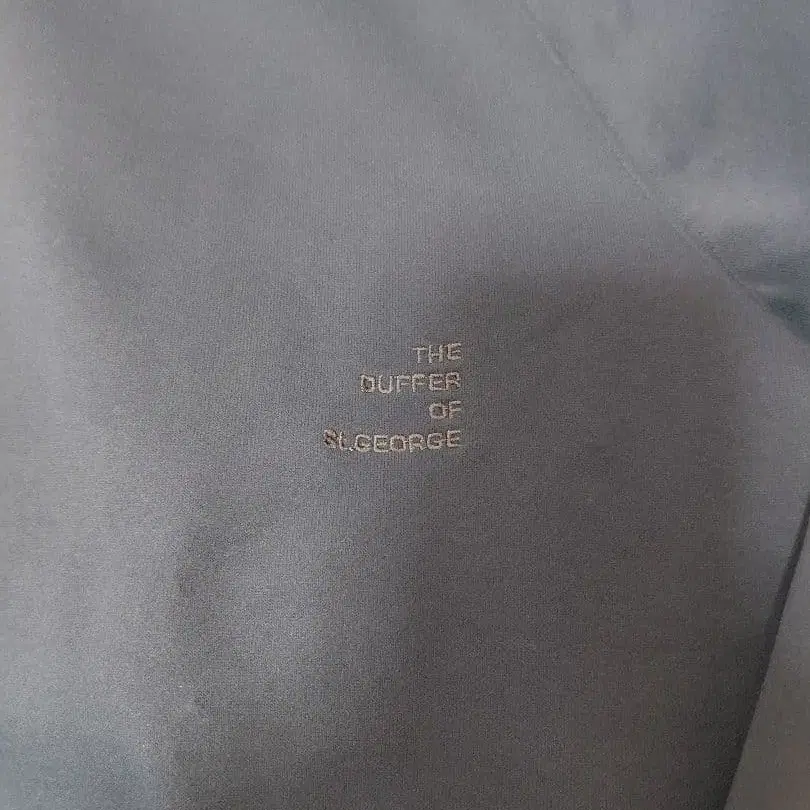 THE
DUFFER
OF
St.GEORGE